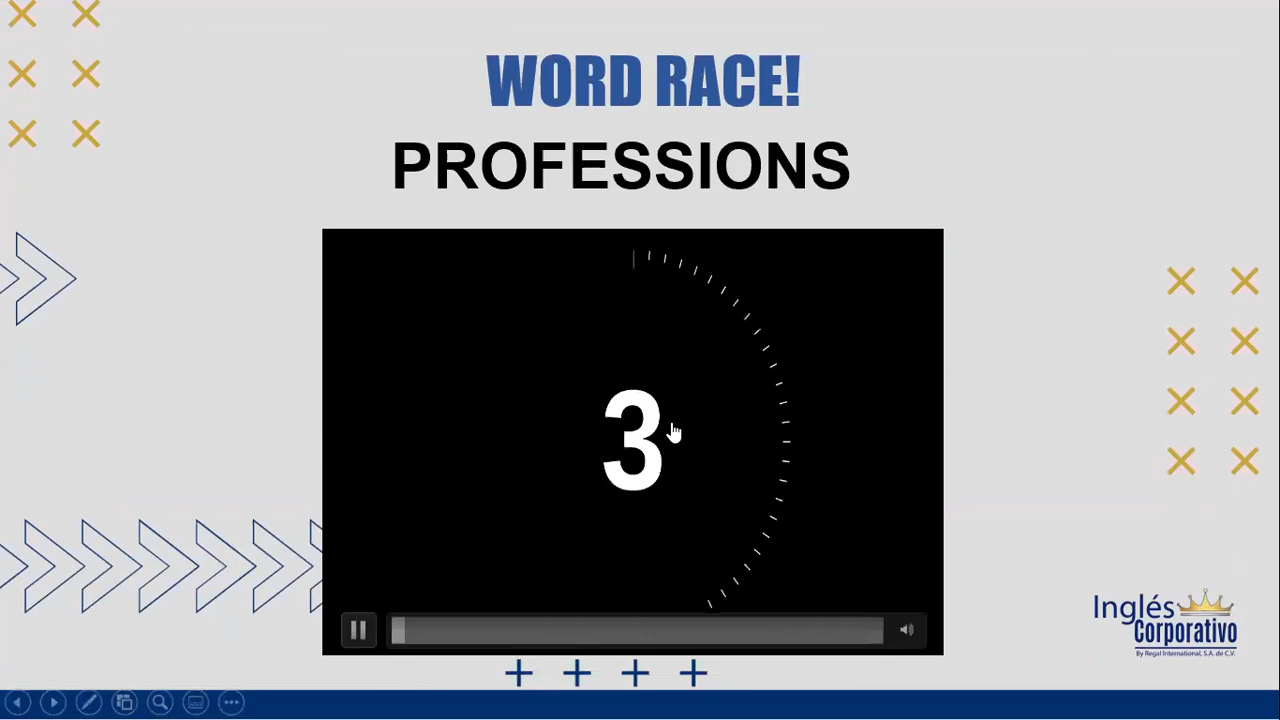 WORD RACE!
PROFESSIONS
3
Inglés
Corporativo
By Regal International, S.A. de C.V.